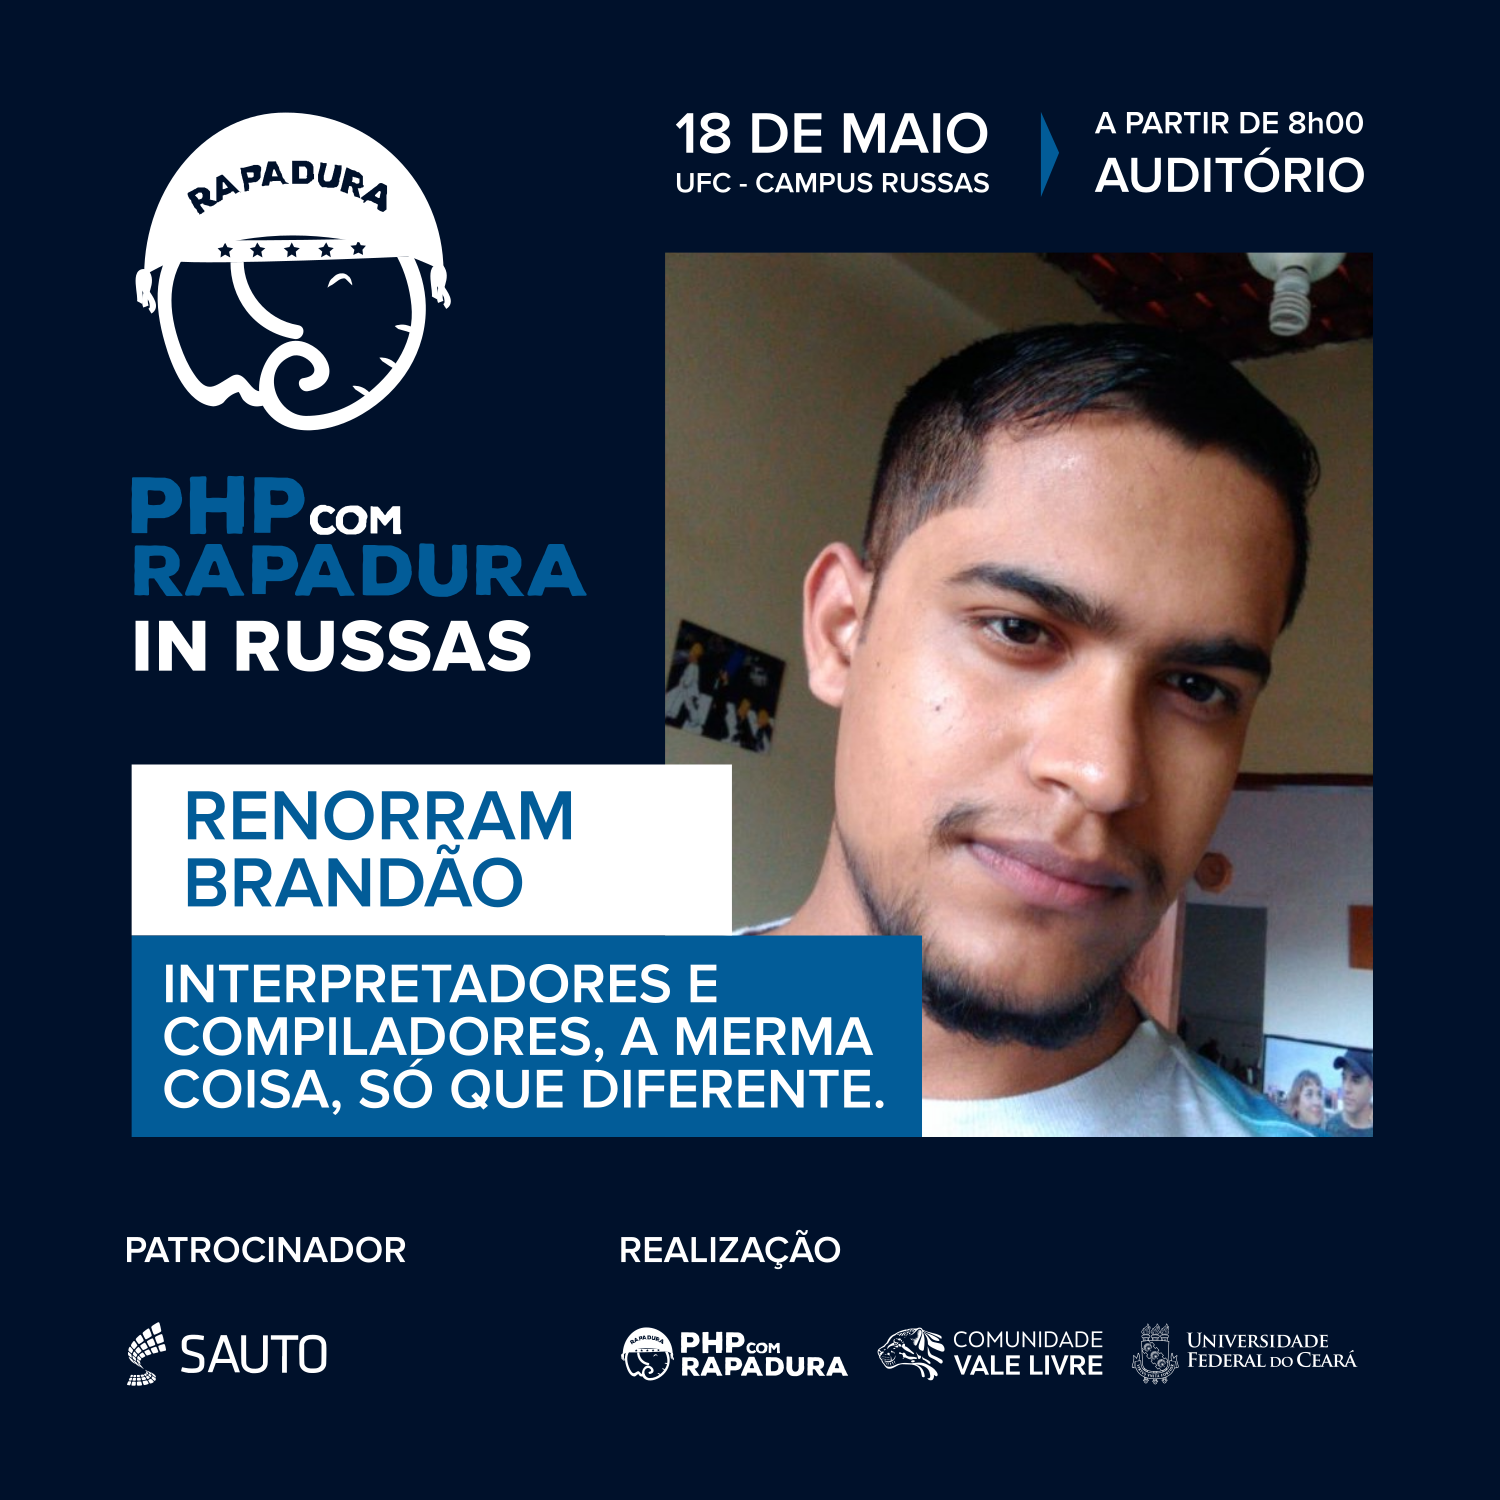 RAPADURA
18 DE MAIO
UFC - CAMPUS RUSSAS
A PARTIR DE 8h00
AUDITÓRIO
PHP COM
RAPADURA
IN RUSSAS
RENORRAM
BRANDÃO
INTERPRETADORES E
COMPILADORES, A MERMA
COISA, SÓ QUE DIFERENTE.
PATROCINADOR
SAUTO
REALIZAÇÃO
RAPADURA
PHP COM
RAPADURA
COMUNIDADE
VALE LIVRE
UNIVERSIDADE
FEDERAL DO CEARÁ